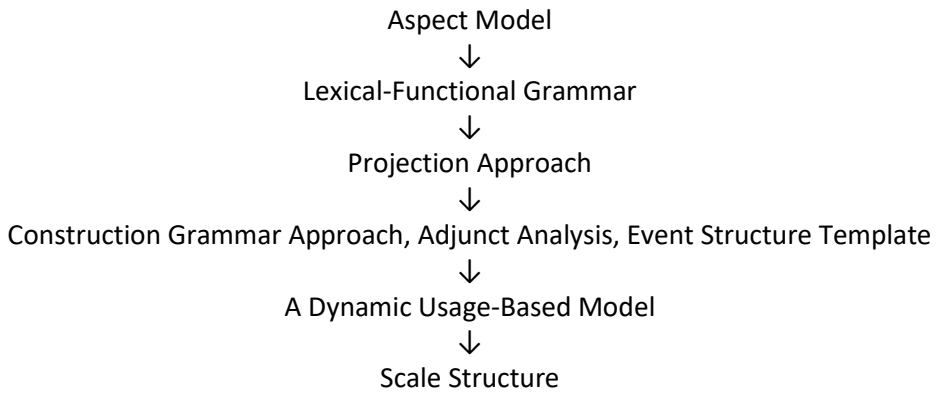 Aspect Model
↓
Lexical-Functional Grammar
↓
Projection Approach
↓
Construction Grammar Approach, Adjunct Analysis, Event Structure Template
↓
A Dynamic Usage-Based Model
↓
Scale Structure